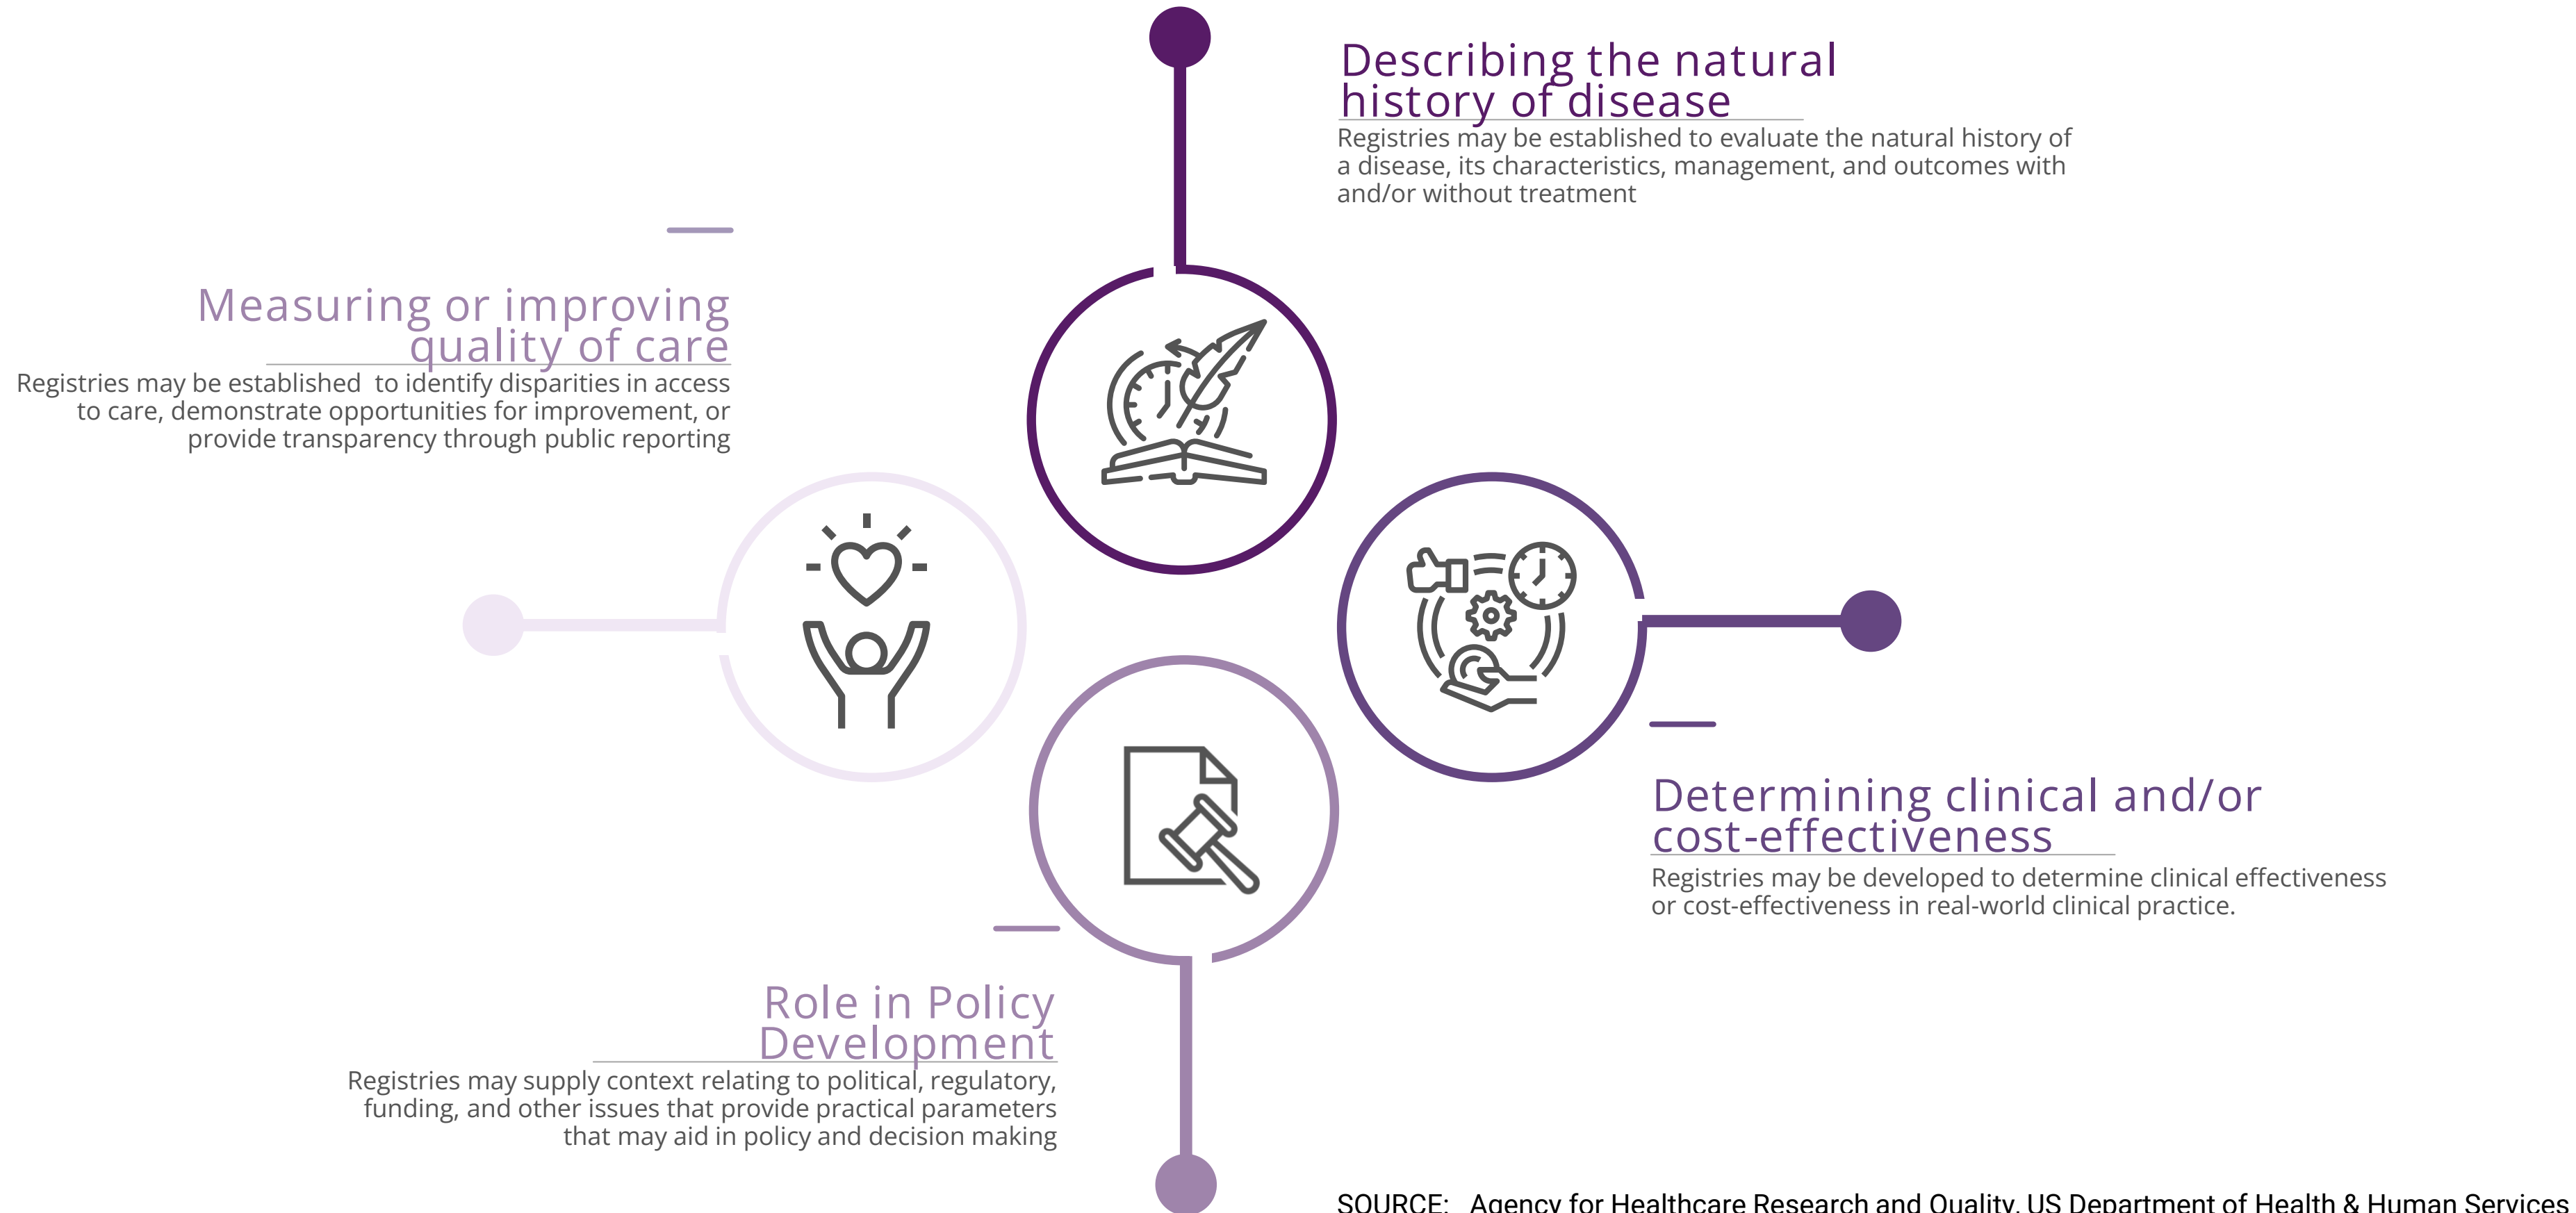 Describing the natural
history of disease
Registries may be established to evaluate the natural history of
a disease, its characteristics, management, and outcomes with
and/or without treatment
Measuring or improving
quality of care
Registries may be established  to identify disparities in access
to care, demonstrate opportunities for improvement, or
provide transparency through public reporting
Determining clinical and/or
cost-effectiveness
Registries may be developed to determine clinical effectiveness
or cost-effectiveness in real-world clinical practice.
Role in Policy
Development
Registries may supply context relating to political, regulatory,
funding, and other issues that provide practical parameters
that may aid in policy and decision making
SOURCE:   Agency for Healthcare Research and Quality, US Department of Health & Human Services